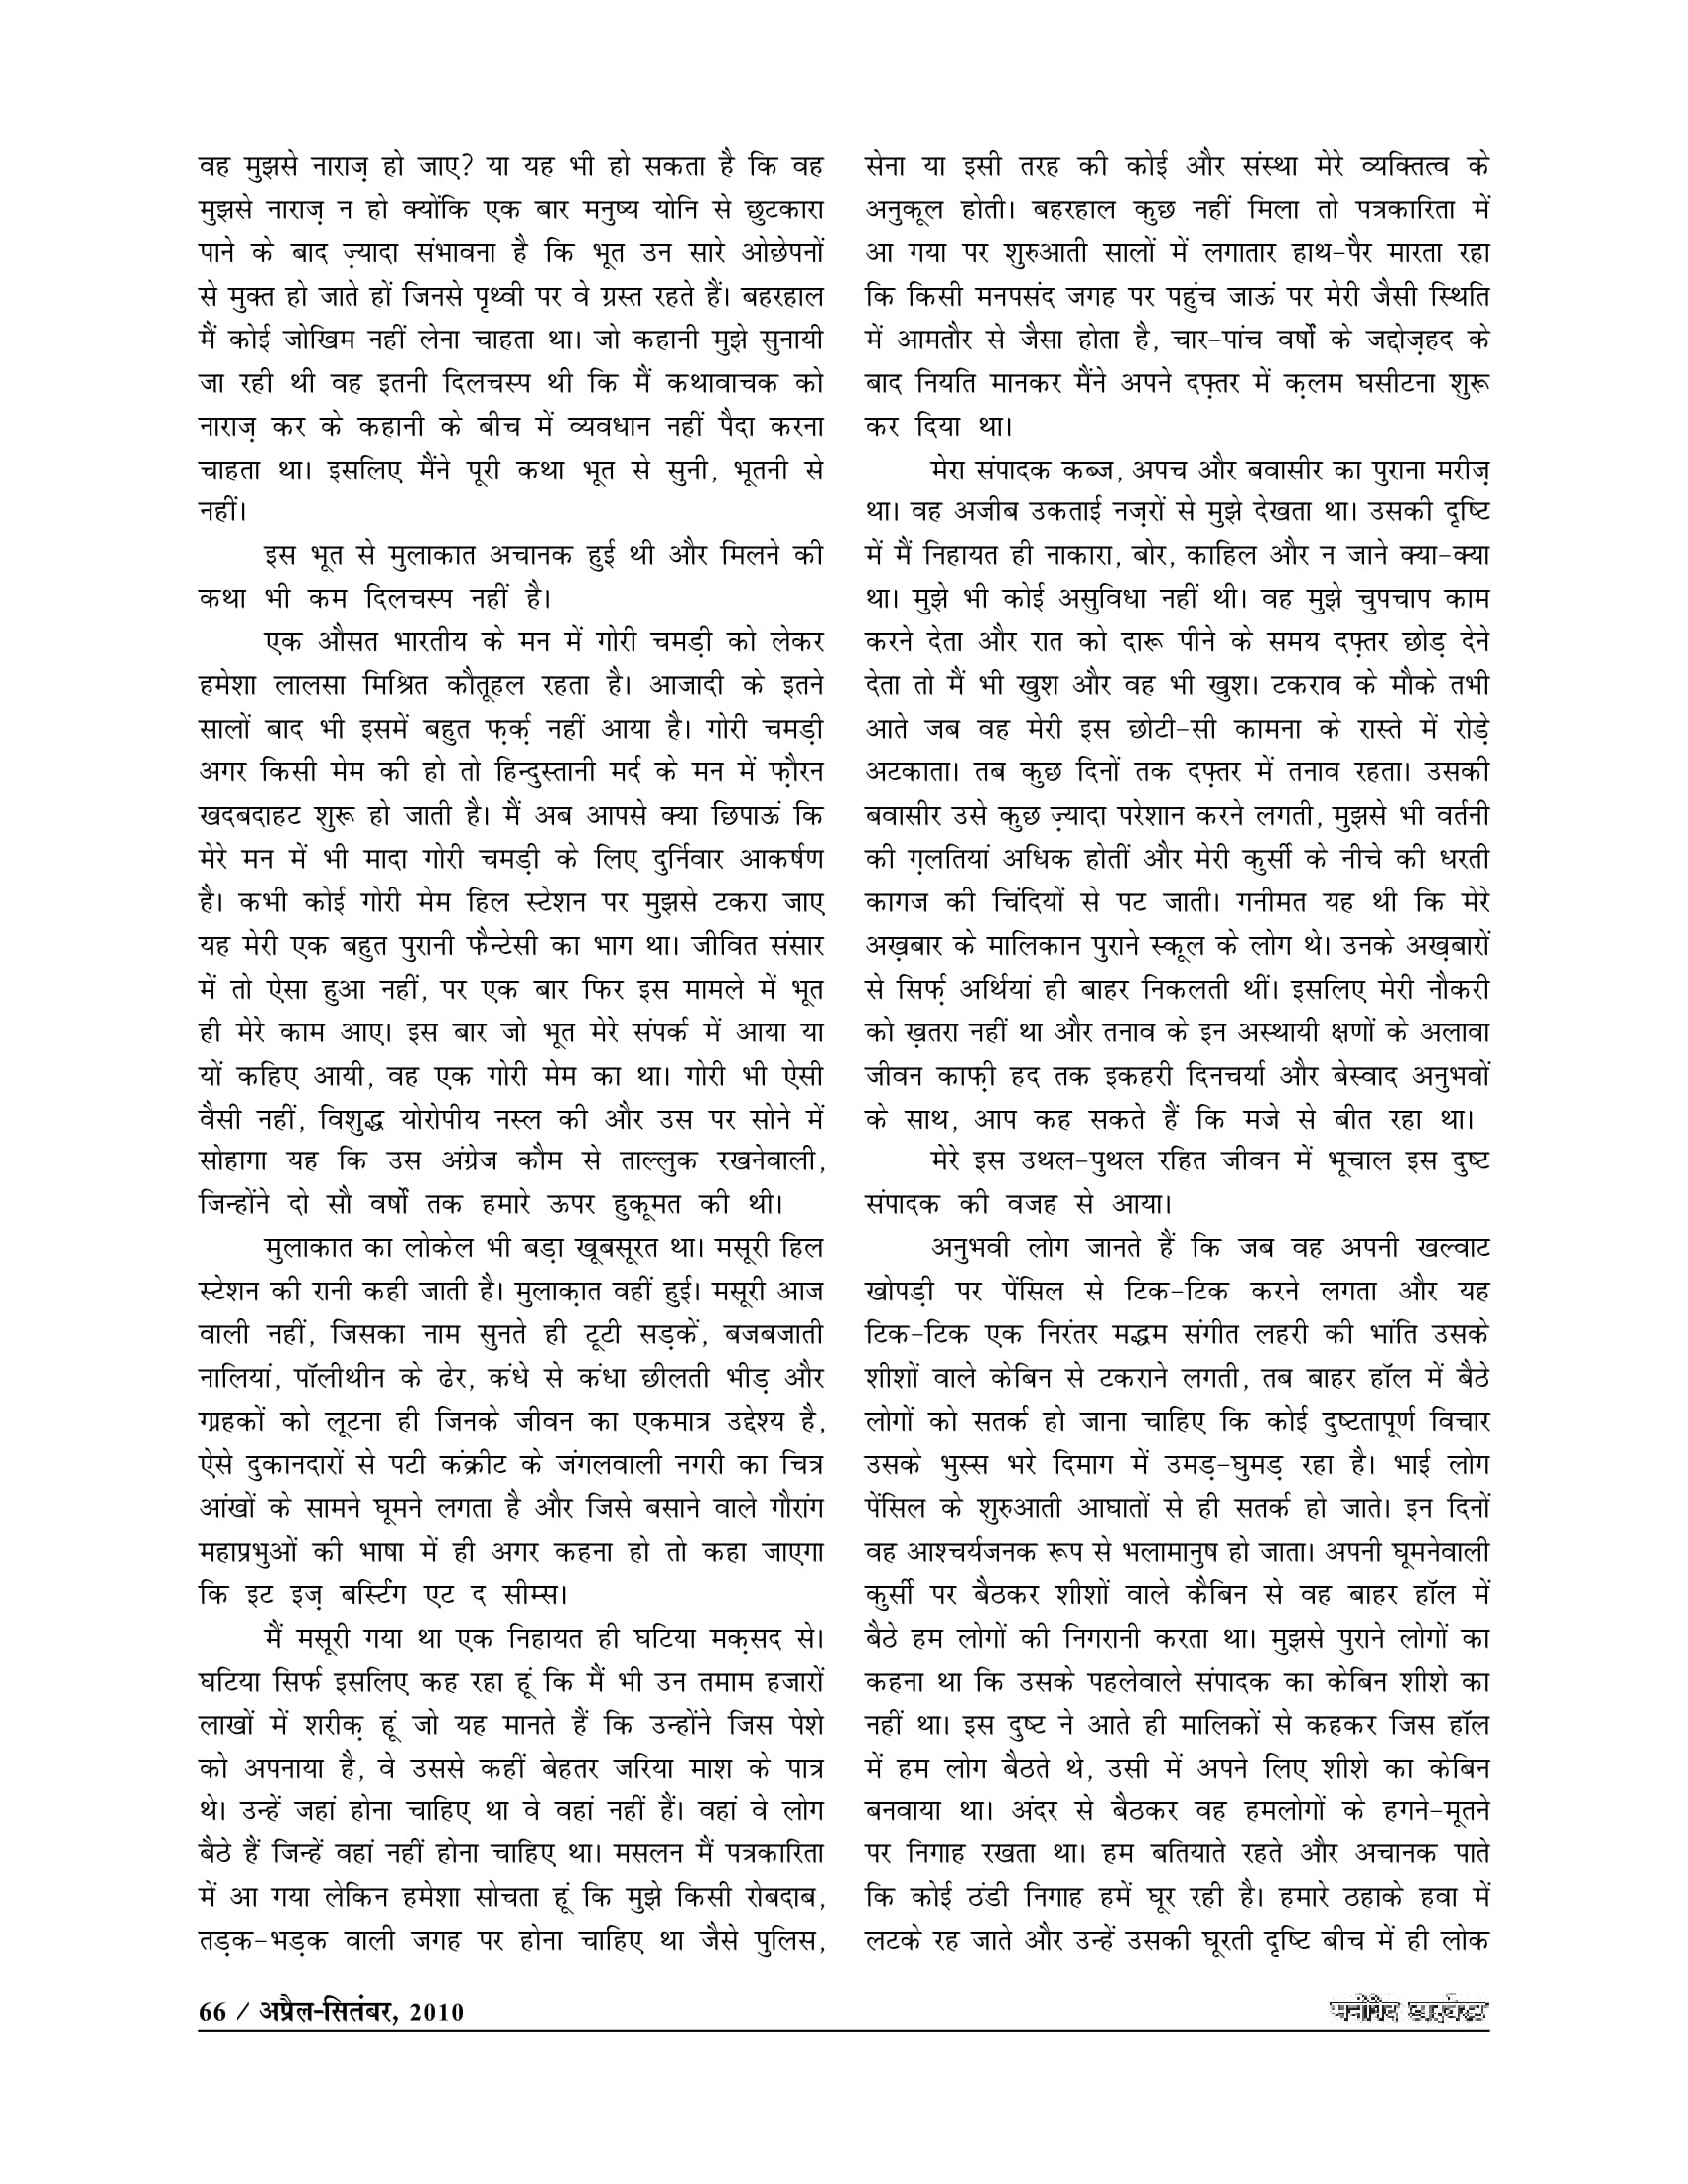 वह मुझसे नाराज़ हो जाए? या यह भी हो सकता है कि वह
मुझसे नाराज़ न हो क्योंकि एक बार मनुष्य योनि से छुटकारा
पाने के बाद ज़्यादा संभावना है कि भूत उन सारे ओछेपनों
से मुक्त हो जाते हों जिनसे पृथ्वी पर वे ग्रस्त रहते हैं। बहरहाल
मैं कोई जोखिम नहीं लेना चाहता था। जो कहानी मुझे सुनायी
जा रही थी वह इतनी दिलचस्प थी कि मैं कथावाचक को
नाराज़ कर के कहानी के बीच में व्यवधान नहीं पैदा करना
चाहता था। इसलिए मैंने पूरी कथा भूत से सुनी, भूतनी से
नहीं।
इस भूत से मुलाकात अचानक हुई थी और मिलने की
कथा भी कम दिलचस्प नहीं है।
एक औसत भारतीय के मन में गोरी चमड़ी को लेकर
हमेशा लालसा मिश्रित कौतूहल रहता है। आजादी के इतने
सालों बाद भी इसमें बहुत फ़र्क़ नहीं आया है। गोरी चमड़ी
अगर किसी मेम की हो तो हिन्दुस्तानी मर्द के मन में फ़ौरन
खदबदाहट शुरू हो जाती है। मैं अब आपसे क्या छिपाऊं कि
मेरे मन में भी मादा गोरी चमड़ी के लिए दुर्निवार आकर्षण
है। कभी कोई गोरी मेम हिल स्टेशन पर मुझसे टकरा जाए
यह मेरी एक बहुत पुरानी फैन्टेसी का भाग था। जीवित संसार
में तो ऐसा हुआ नहीं, पर एक बार फिर इस मामले में भूत
ही मेरे काम आए। इस बार जो भूत मेरे संपर्क में आया या
यों कहिए आयी, वह एक गोरी मेम का था। गोरी भी ऐसी
वैसी नहीं, विशुद्ध योरोपीय नस्ल की और उस पर सोने में
सोहागा यह कि उस अंग्रेज कौम से ताल्लुक रखनेवाली,
जिन्होंने दो सौ वर्षों तक हमारे ऊपर हुकूमत की थी।
मुलाकात का लोकेल भी बड़ा खूबसूरत था। मसूरी हिल
स्टेशन की रानी कही जाती है। मुलाक़ात वहीं हुई। मसूरी आज
वाली नहीं, जिसका नाम सुनते ही टूटी सड़कें, बजबजाती
नालियां, पॉलीथीन के ढेर, कंधे से कंधा छीलती भीड़ और
ग्राहकों को लूटना ही जिनके जीवन का एकमात्र उद्देश्य है,
ऐसे दुकानदारों से पटी कंक्रीट के जंगलवाली नगरी का चित्र
आंखों के सामने घूमने लगता है और जिसे बसाने वाले गौरांग
महाप्रभुओं की भाषा में ही अगर कहना हो तो कहा जाएगा
कि इट इज़ बर्स्टिंग एट द सीम्स।
मैं मसूरी गया था एक निहायत ही घटिया मक़सद से।
घटिया सिर्फ इसलिए कह रहा हूं कि मैं भी उन तमाम हजारों
लाखों में शरीक़ हूं जो यह मानते हैं कि उन्होंने जिस पेशे
को अपनाया है, वे उससे कहीं बेहतर जरिया माश के पात्र
थे। उन्हें जहां होना चाहिए था वे वहां नहीं हैं। वहां वे लोग
बैठे हैं जिन्हें वहां नहीं होना चाहिए था। मसलन मैं पत्रकारिता
में आ गया लेकिन हमेशा सोचता हूं कि मुझे किसी रोबदाब,
तड़क-भड़क वाली जगह पर होना चाहिए था जैसे पुलिस,
सेना या इसी तरह की कोई और संस्था मेरे व्यक्तित्व के
अनुकूल होती। बहरहाल कुछ नहीं मिला तो पत्रकारिता में
आ गया पर शुरुआती सालों में लगातार हाथ-पैर मारता रहा
कि किसी मनपसंद जगह पर पहुंच जाऊं पर मेरी जैसी स्थिति
में आमतौर से जैसा होता है, चार-पांच वर्षों के जद्दोज़हद के
बाद नियति मानकर मैंने अपने दफ़्तर में क़लम घसीटना शुरू
कर दिया था।
मेरा संपादक कब्ज, अपच और बवासीर का पुराना मरीज़
था। वह अजीब उकताई नज़रों से मुझे देखता था। उसकी दृष्टि
में मैं निहायत ही नाकारा, बोर, काहिल और न जाने क्या-क्या
था। मुझे भी कोई असुविधा नहीं थी। वह मुझे चुपचाप काम
करने देता और रात को दारू पीने के समय दफ़्तर छोड़ देने
देता तो मैं भी खुश और वह भी खुश। टकराव के मौके तभी
आते जब वह मेरी इस छोटी-सी कामना के रास्ते में रोड़े
अटकाता। तब कुछ दिनों तक दफ़्तर में तनाव रहता। उसकी
बवासीर उसे कुछ ज़्यादा परेशान करने लगती, मुझसे भी वर्तनी
की ग़लतियां अधिक होतीं और मेरी कुर्सी के नीचे की धरती
कागज की चिंदियों से पट जाती। गनीमत यह थी कि मेरे
अख़बार के मालिकान पुराने स्कूल के लोग थे। उनके अख़बारों
से सिर्फ़ अर्थियां ही बाहर निकलती थीं। इसलिए मेरी नौकरी
को ख़तरा नहीं था और तनाव के इन अस्थायी क्षणों के अलावा
जीवन काफ़ी हद तक इकहरी दिनचर्या और बेस्वाद अनुभवों
के साथ, आप कह सकते हैं कि मजे से बीत रहा था।
मेरे इस उथल-पुथल रहित जीवन में भूचाल इस दुष्ट
संपादक की वजह से आया।
अनुभवी लोग जानते हैं कि जब वह अपनी खल्वाट
खोपड़ी पर पेंसिल से टिक-टिक करने लगता और यह
टिक-टिक एक निरंतर मद्धम संगीत लहरी की भांति उसके
शीशों वाले केबिन से टकराने लगती, तब बाहर हॉल में बैठे
लोगों को सतर्क हो जाना चाहिए कि कोई दुष्टतापूर्ण विचार
उसके भुस्स भरे दिमाग में उमड़-घुमड़ रहा है। भाई लोग
पेंसिल के शुरुआती आघातों से ही सतर्क हो जाते। इन दिनों
वह आश्चर्यजनक रूप से भलामानुष हो जाता। अपनी घूमनेवाली
कुर्सी पर बैठकर शीशों वाले कैबिन से वह बाहर हॉल में
बैठे हम लोगों की निगरानी करता था। मुझसे पुराने लोगों का
कहना था कि उसके पहलेवाले संपादक का केबिन शीशे का
नहीं था। इस दुष्ट ने आते ही मालिकों से कहकर जिस हॉल
में हम लोग बैठते थे, उसी में अपने लिए शीशे का केबिन
बनवाया था। अंदर से बैठकर वह हमलोगों के हगने-मूतने
पर निगाह रखता था। हम बतियाते रहते और अचानक पाते
कि कोई ठंडी निगाह हमें घूर रही है। हमारे ठहाके हवा में
लटके रह जाते और उन्हें उसकी घूरती दृष्टि बीच में ही लोक
66 / अप्रैल-सितंबर, 2010